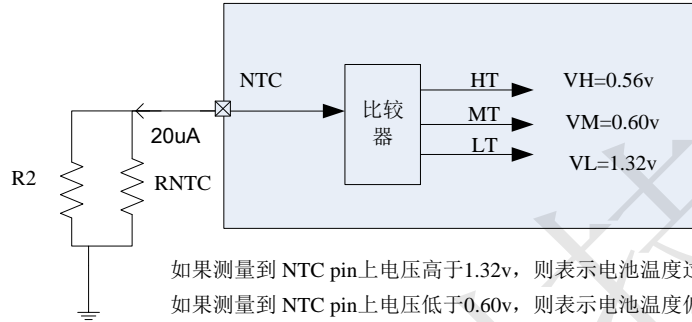 NTC
HT
VH=0.56v
MT
VM=0.60v
LT
VL=1.32v
比较
器
20uA
R2
RNTC
如果测量到 NTC pin上电压高于1.32v，则表示电池温度
如果测量到 NTC pin上电压低于0.60v，则表示电池温度